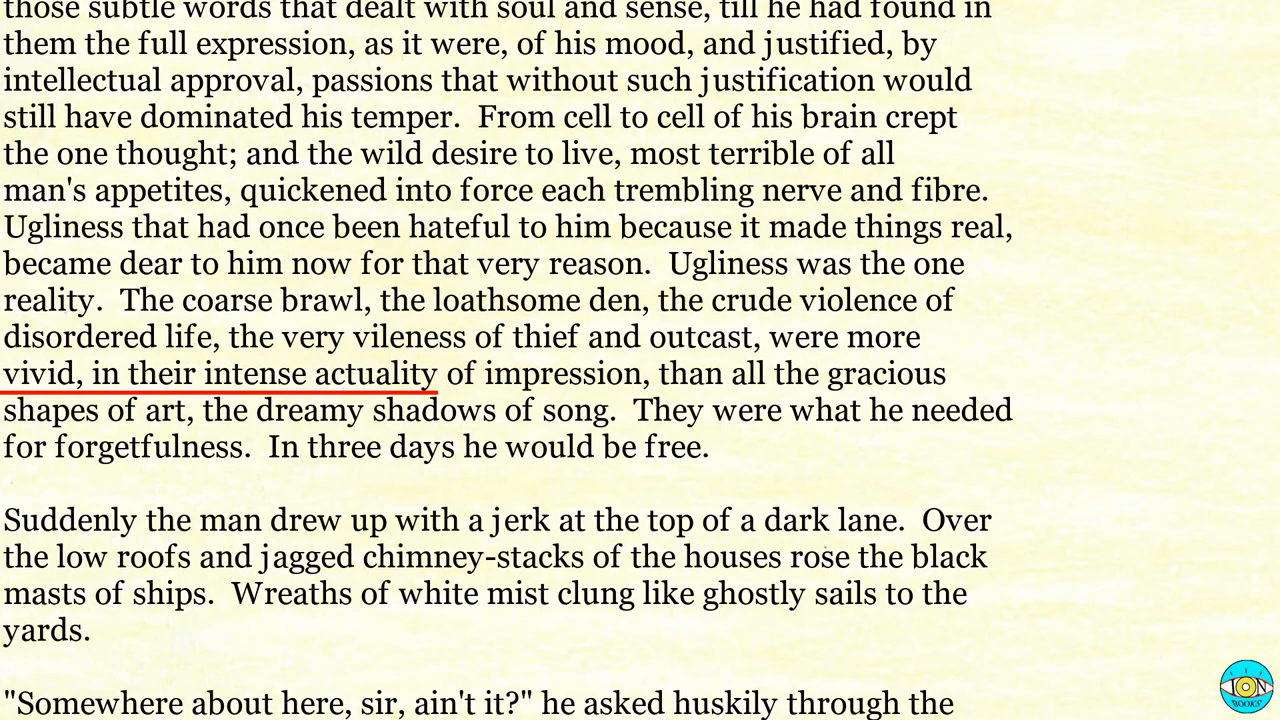 those subtle words that dealt with soul and sense, till he had found in
them the full expression, as it were, of his mood, and justified, by
intellectual approval, passions that without such justification would
still have dominated his temper.  From cell to cell of his brain crept
the one thought; and the wild desire to live, most terrible of all
man's appetites, quickened into force each trembling nerve and fibre.
Ugliness that had once been hateful to him because it made things real,
became dear to him now for that very reason.  Ugliness was the one
reality.  The coarse brawl, the loathsome den, the crude violence of
disordered life, the very vileness of thief and outcast, were more
vivid, in their intense actuality of impression, than all the gracious
shapes of art, the dreamy shadows of song.  They were what he needed
for forgetfulness.  In three days he would be free.
Suddenly the man drew up with a jerk at the top of a dark lane.  Over
the low roofs and jagged chimney-stacks of the houses rose the black
masts of ships.  Wreaths of white mist clung like ghostly sails to the
yards.
"Somewhere about here, sir, ain't it?" he asked huskily through the
ION
BOOKS